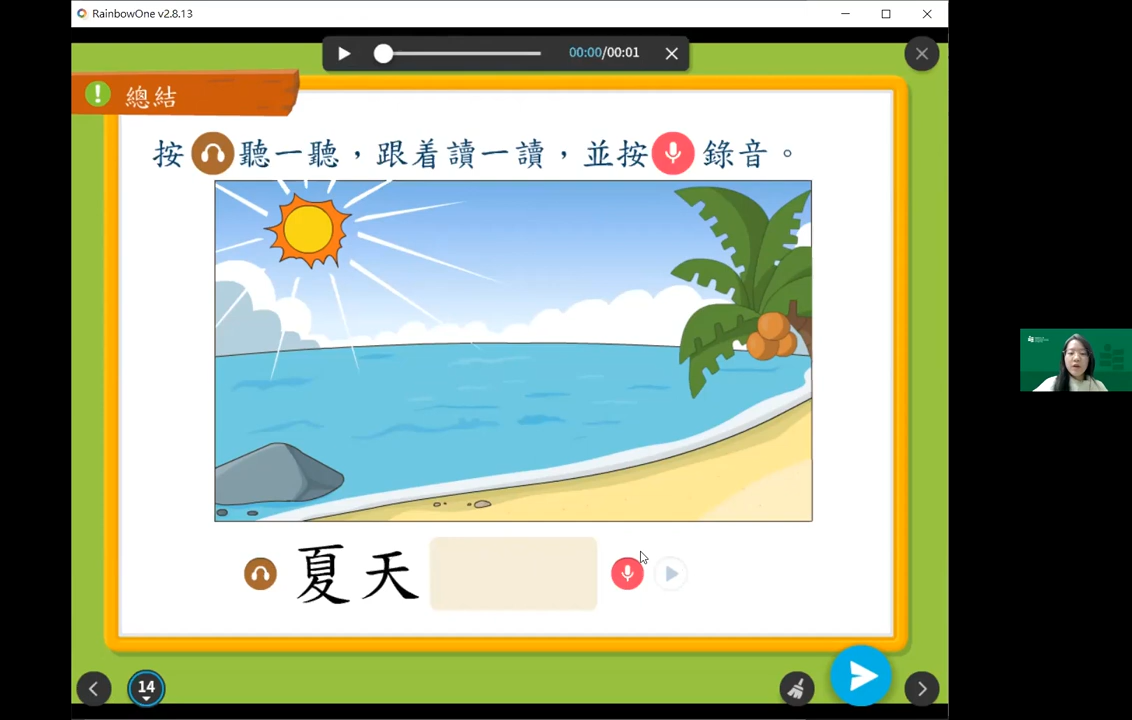 RainbowOne v2.8.13
00:00/00:01
總結
按聽一聽，跟着讀一讀，並按錄音。
夏天
14